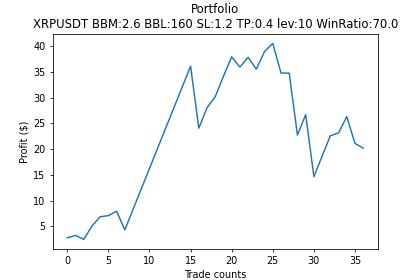 Portfolio
XRPUSDT BBM:2.6 BBL:160 SL:1.2 TP:0.4 lev:10 WinRatio:70.0
40
35
30
25
20
15
10
5
Profit ($)
0 5 10 15 20 25 30 35
Trade counts